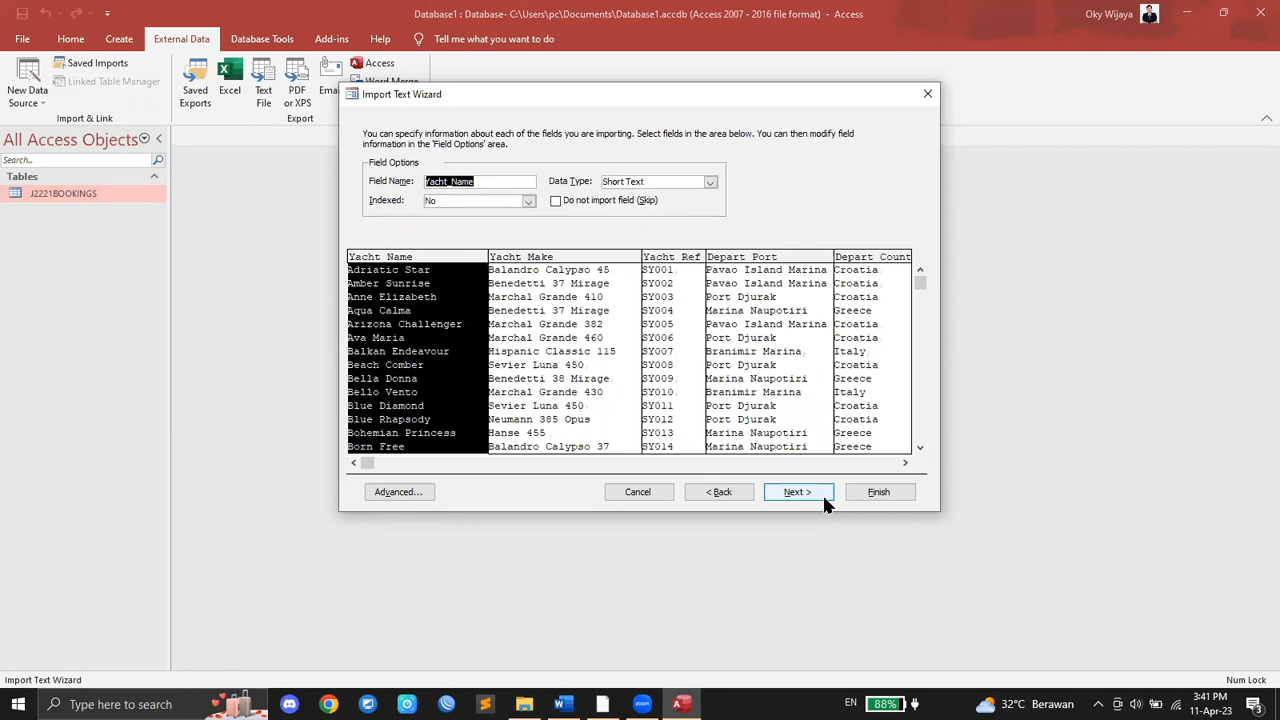 Database1 : Database- C:\Users\pc\Documents\Database1.accdb (Access 2007 - 2016 file format) - Access
Oky Wijaya
File Home Create External Data Database Tools Add-ins Help Tell me what you want to do
New Data Source
Saved Imports
Linked Table Manager
Import & Link
Saved Exports
Excel
Text File
PDF or XPS
Access
Export
All Access Objects
Search...
Tables
J2221BOOKINGS
Import Text Wizard
You can specify information about each of the fields you are importing. Select fields in the area below. You can then modify field
information in the 'Field Options' area.
Field Options
Field Name: Yacht_Name Data Type: Short Text
Indexed: No Do not import field (Skip)
Yacht Name Yacht Make Yacht Ref Depart Port Depart Count
Adriatic Star Balandro Calypso 45 SY001 Pavao Island Marina Croatia
Amber Sunrise Benedetti 37 Mirage SY002 Pavao Island Marina Croatia
Anne Elizabeth Marchal Grande 410 SY003 Port Djurak Croatia
Aqua Calma Benedetti 37 Mirage SY004 Marina Naupotiri Greece
Arizona Challenger Marchal Grande 382 SY005 Pavao Island Marina Croatia
Ava Maria Marchal Grande 460 SY006 Port Djurak Croatia
Balkan Endeavour Hispanic Classic 115 SY007 Branimir Marina Italy
Beach Comber Sevier Luna 450 SY008 Port Djurak Croatia
Bella Donna Benedetti 38 Mirage SY009 Marina Naupotiri Greece
Bello Vento Marchal Grande 430 SY010 Branimir Marina Italy
Blue Diamond Sevier Luna 450 SY011 Port Djurak Croatia
Blue Rhapsody Neumann 385 Opus SY012 Port Djurak Croatia
Bohemian Princess Hanse 455 SY013 Marina Naupotiri Greece
Born Free Balandro Calypso 37 SY014 Marina Naupotiri Greece
Advanced... Cancel < Back Next > Finish
Import Text Wizard
Num Lock
Type here to search
EN
88%
32°C Berawan
3:41 PM
11-Apr-23